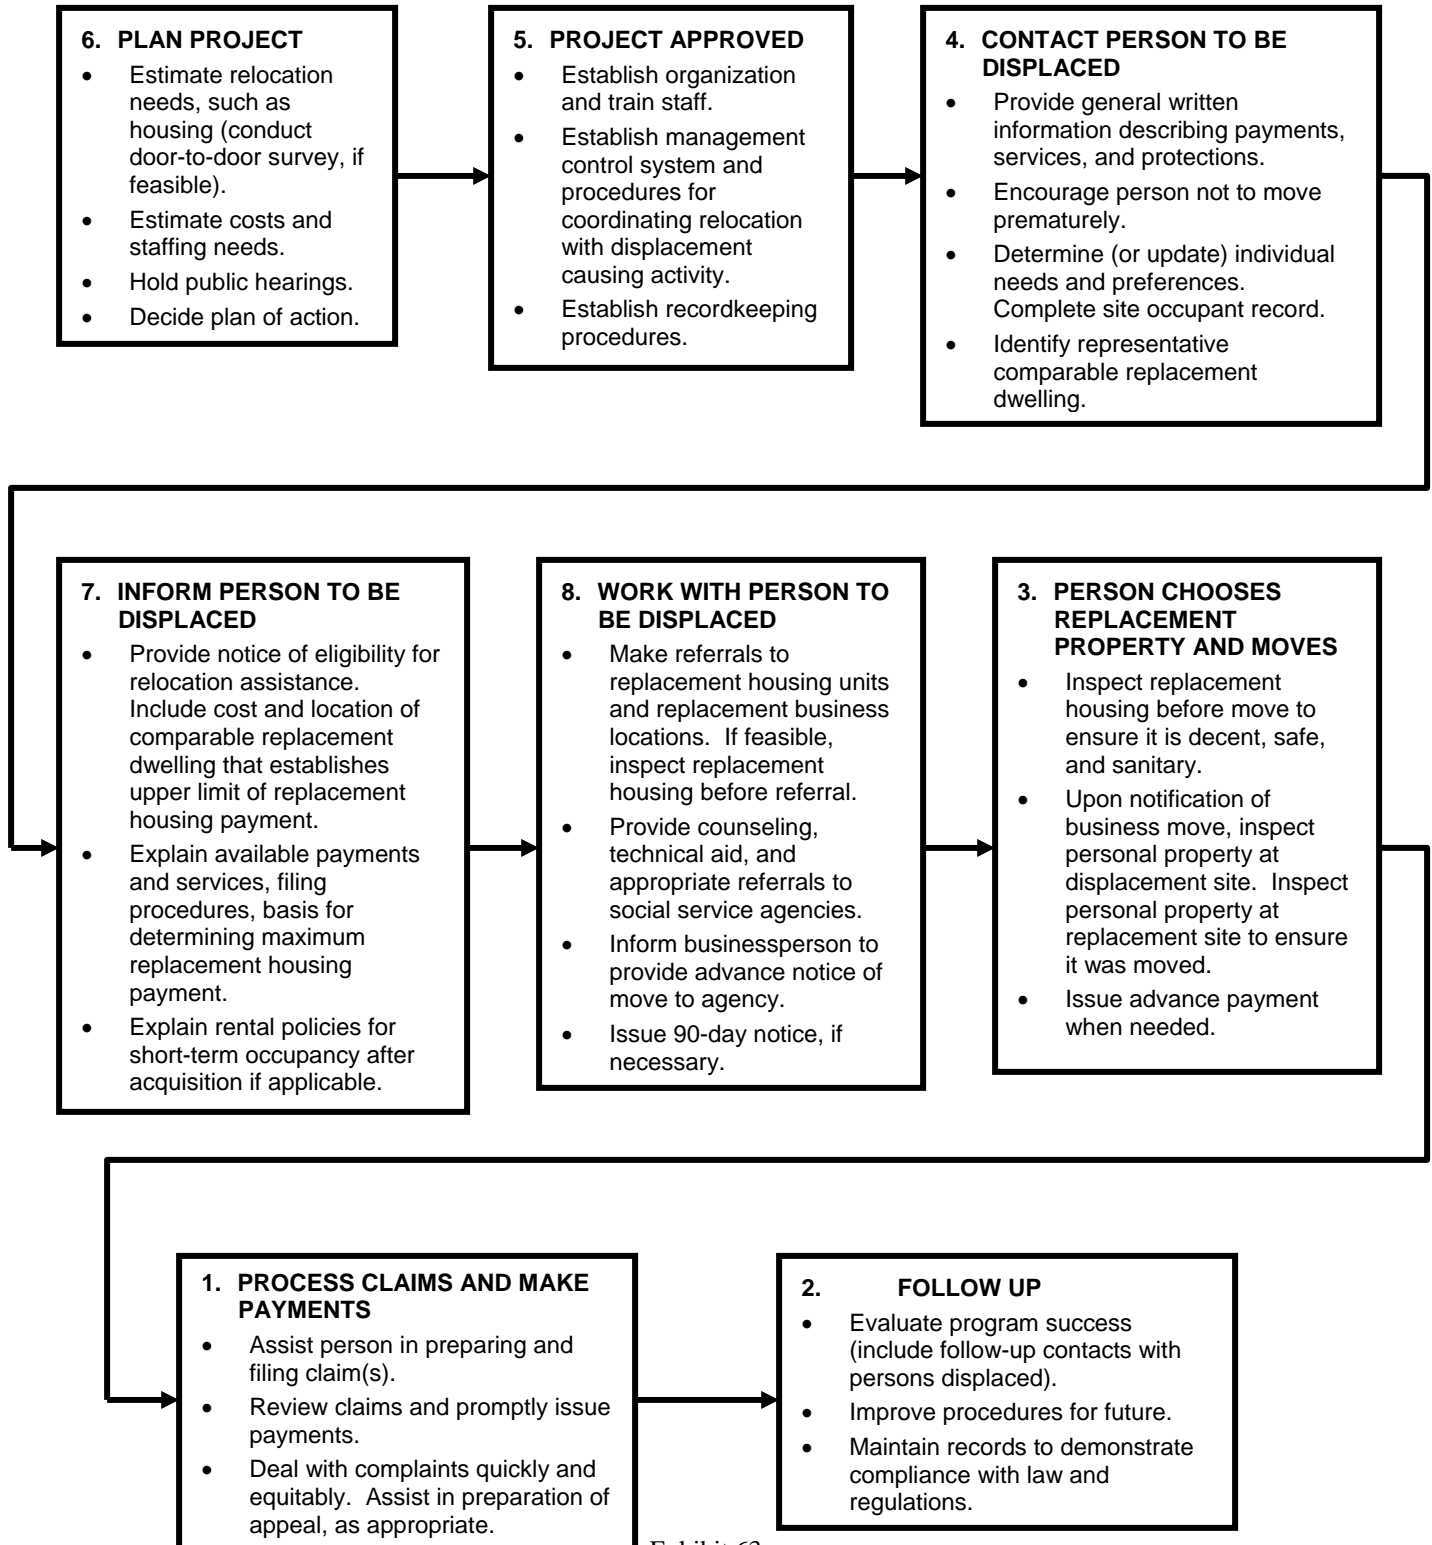 6. PLAN PROJECT
• Estimate relocation
needs, such as
housing (conduct
door-to-door survey, if
feasible).
• Estimate costs and
staffing needs.
• Hold public hearings.
• Decide plan of action.
5. PROJECT APPROVED
• Establish organization
and train staff.
• Establish management
control system and
procedures for
coordinating relocation
with displacement
causing activity.
• Establish recordkeeping
procedures.
4. CONTACT PERSON TO BE
DISPLACED
• Provide general written
information describing payments,
services, and protections.
• Encourage person not to move
prematurely.
• Determine (or update) individual
needs and preferences.
Complete site occupant record.
• Identify representative
comparable replacement
dwelling.
7. INFORM PERSON TO BE
DISPLACED
• Provide notice of eligibility for
relocation assistance.
Include cost and location of
comparable replacement
dwelling that establishes
upper limit of replacement
housing payment.
• Explain available payments
and services, filing
procedures, basis for
determining maximum
replacement housing
payment.
• Explain rental policies for
short-term occupancy after
acquisition if applicable.
8. WORK WITH PERSON TO
BE DISPLACED
• Make referrals to
replacement housing units
and replacement business
locations. If feasible,
inspect replacement
housing before referral.
• Provide counseling,
technical aid, and
appropriate referrals to
social service agencies.
• Inform businessperson to
provide advance notice of
move to agency.
• Issue 90-day notice, if
necessary.
3. PERSON CHOOSES
REPLACEMENT
PROPERTY AND MOVES
• Inspect replacement
housing before move to
ensure it is decent, safe,
and sanitary.
• Upon notification of
business move, inspect
personal property at
displacement site. Inspect
personal property at
replacement site to ensure
it was moved.
• Issue advance payment
when needed.
1. PROCESS CLAIMS AND MAKE
PAYMENTS
• Assist person in preparing and
filing claim(s).
• Review claims and promptly issue
payments.
• Deal with complaints quickly and
equitably. Assist in preparation of
appeal, as appropriate.
2. FOLLOW UP
• Evaluate program success
(include follow-up contacts with
persons displaced).
• Improve procedures for future.
• Maintain records to demonstrate
compliance with law and
regulations.
Exhibit 63